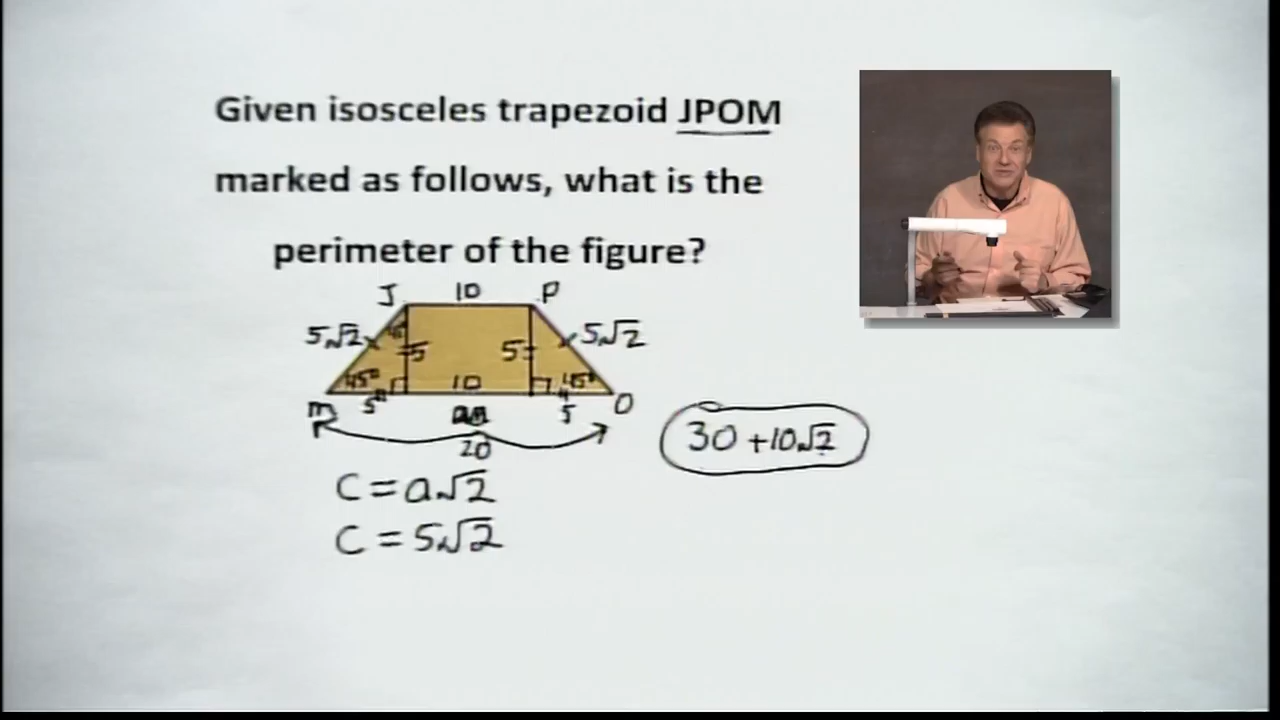 Given isosceles trapezoid JPOM
marked as follows, what is the
perimeter of the figure?
J 10 P
5√2 45° 5 5 5√2
45° 10 45°
M 5 5 O
20
30 + 10√2
C = a√2
C = 5√2